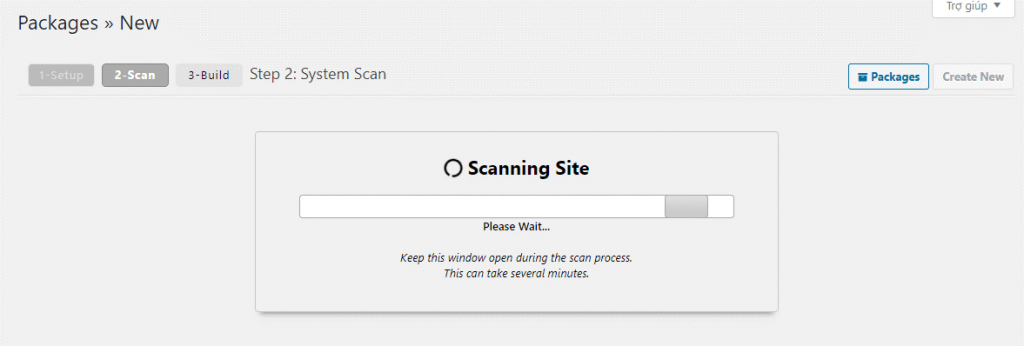 Trợ giúp ▼
Packages » New
1-Setup 2-Scan 3-Build Step 2: System Scan Packages Create New
Scanning Site
Please Wait...
Keep this window open during the scan process.
This can take several minutes.